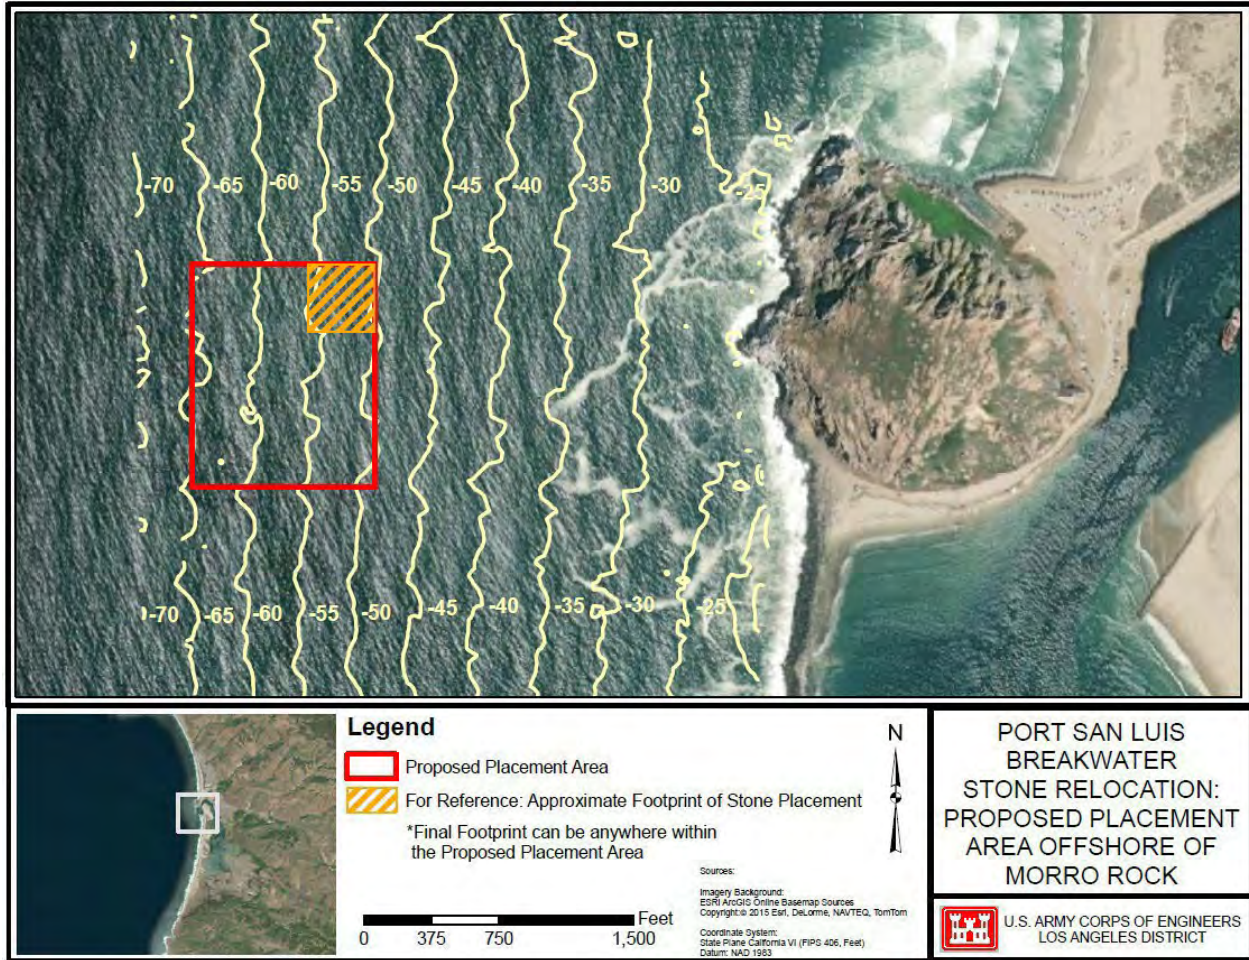 -70 -65 -60 -55 -50 -45 -40 -35 -30 -25
-70 -65 -60 -55 -50 -45 -40 -35 -30 -25
Legend
Proposed Placement Area
For Reference: Approximate Footprint of Stone Placement
*Final Footprint can be anywhere within
the Proposed Placement Area
Feet
0 375 750 1,500
N
Sources:
Imagery Background:
ESRI ArcGIS Online Basemap Sources
Copyright:© 2015 Esri, DeLorme, NAVTEQ, TomTom
Coordinate System:
State Plane California VI (FIPS 406, Feet)
Datum: NAD 1983
PORT SAN LUIS
BREAKWATER
STONE RELOCATION:
PROPOSED PLACEMENT
AREA OFFSHORE OF
MORRO ROCK
U.S. ARMY CORPS OF ENGINEERS
LOS ANGELES DISTRICT